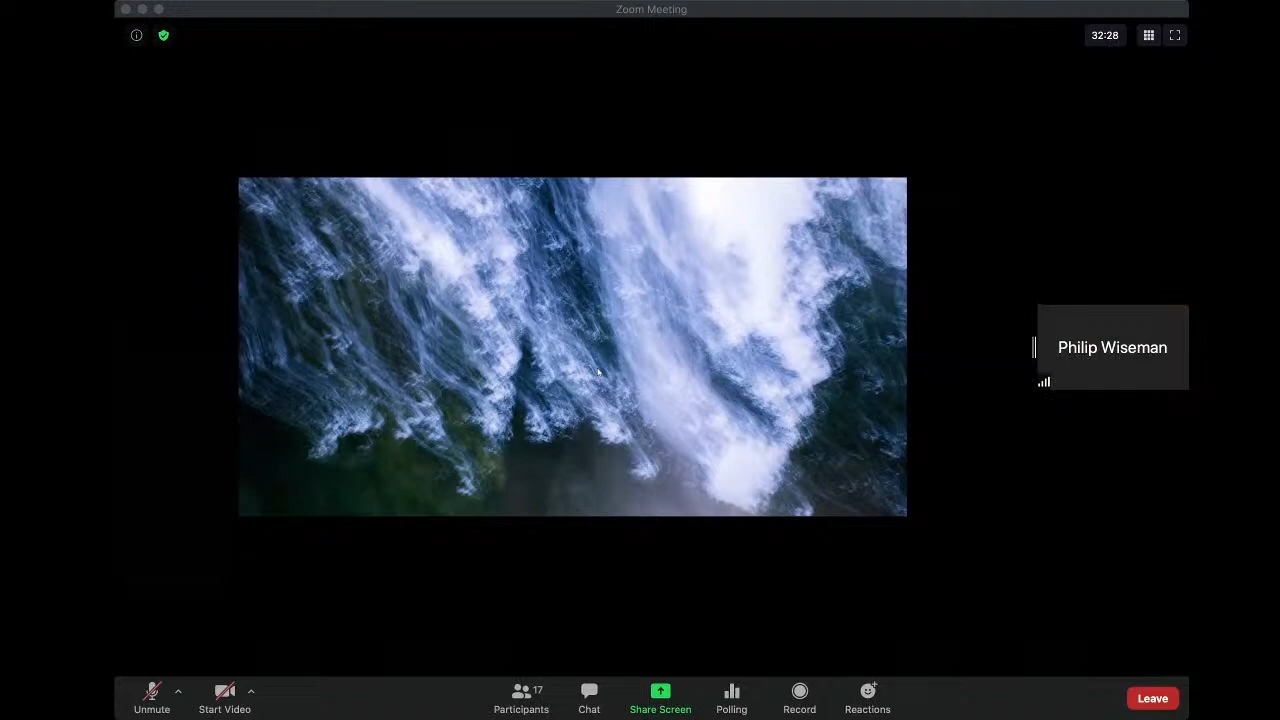 Zoom Meeting
32:28
Philip Wiseman
Unmute
Start Video
17
Participants
Chat
Share Screen
Polling
Record
Reactions
Leave